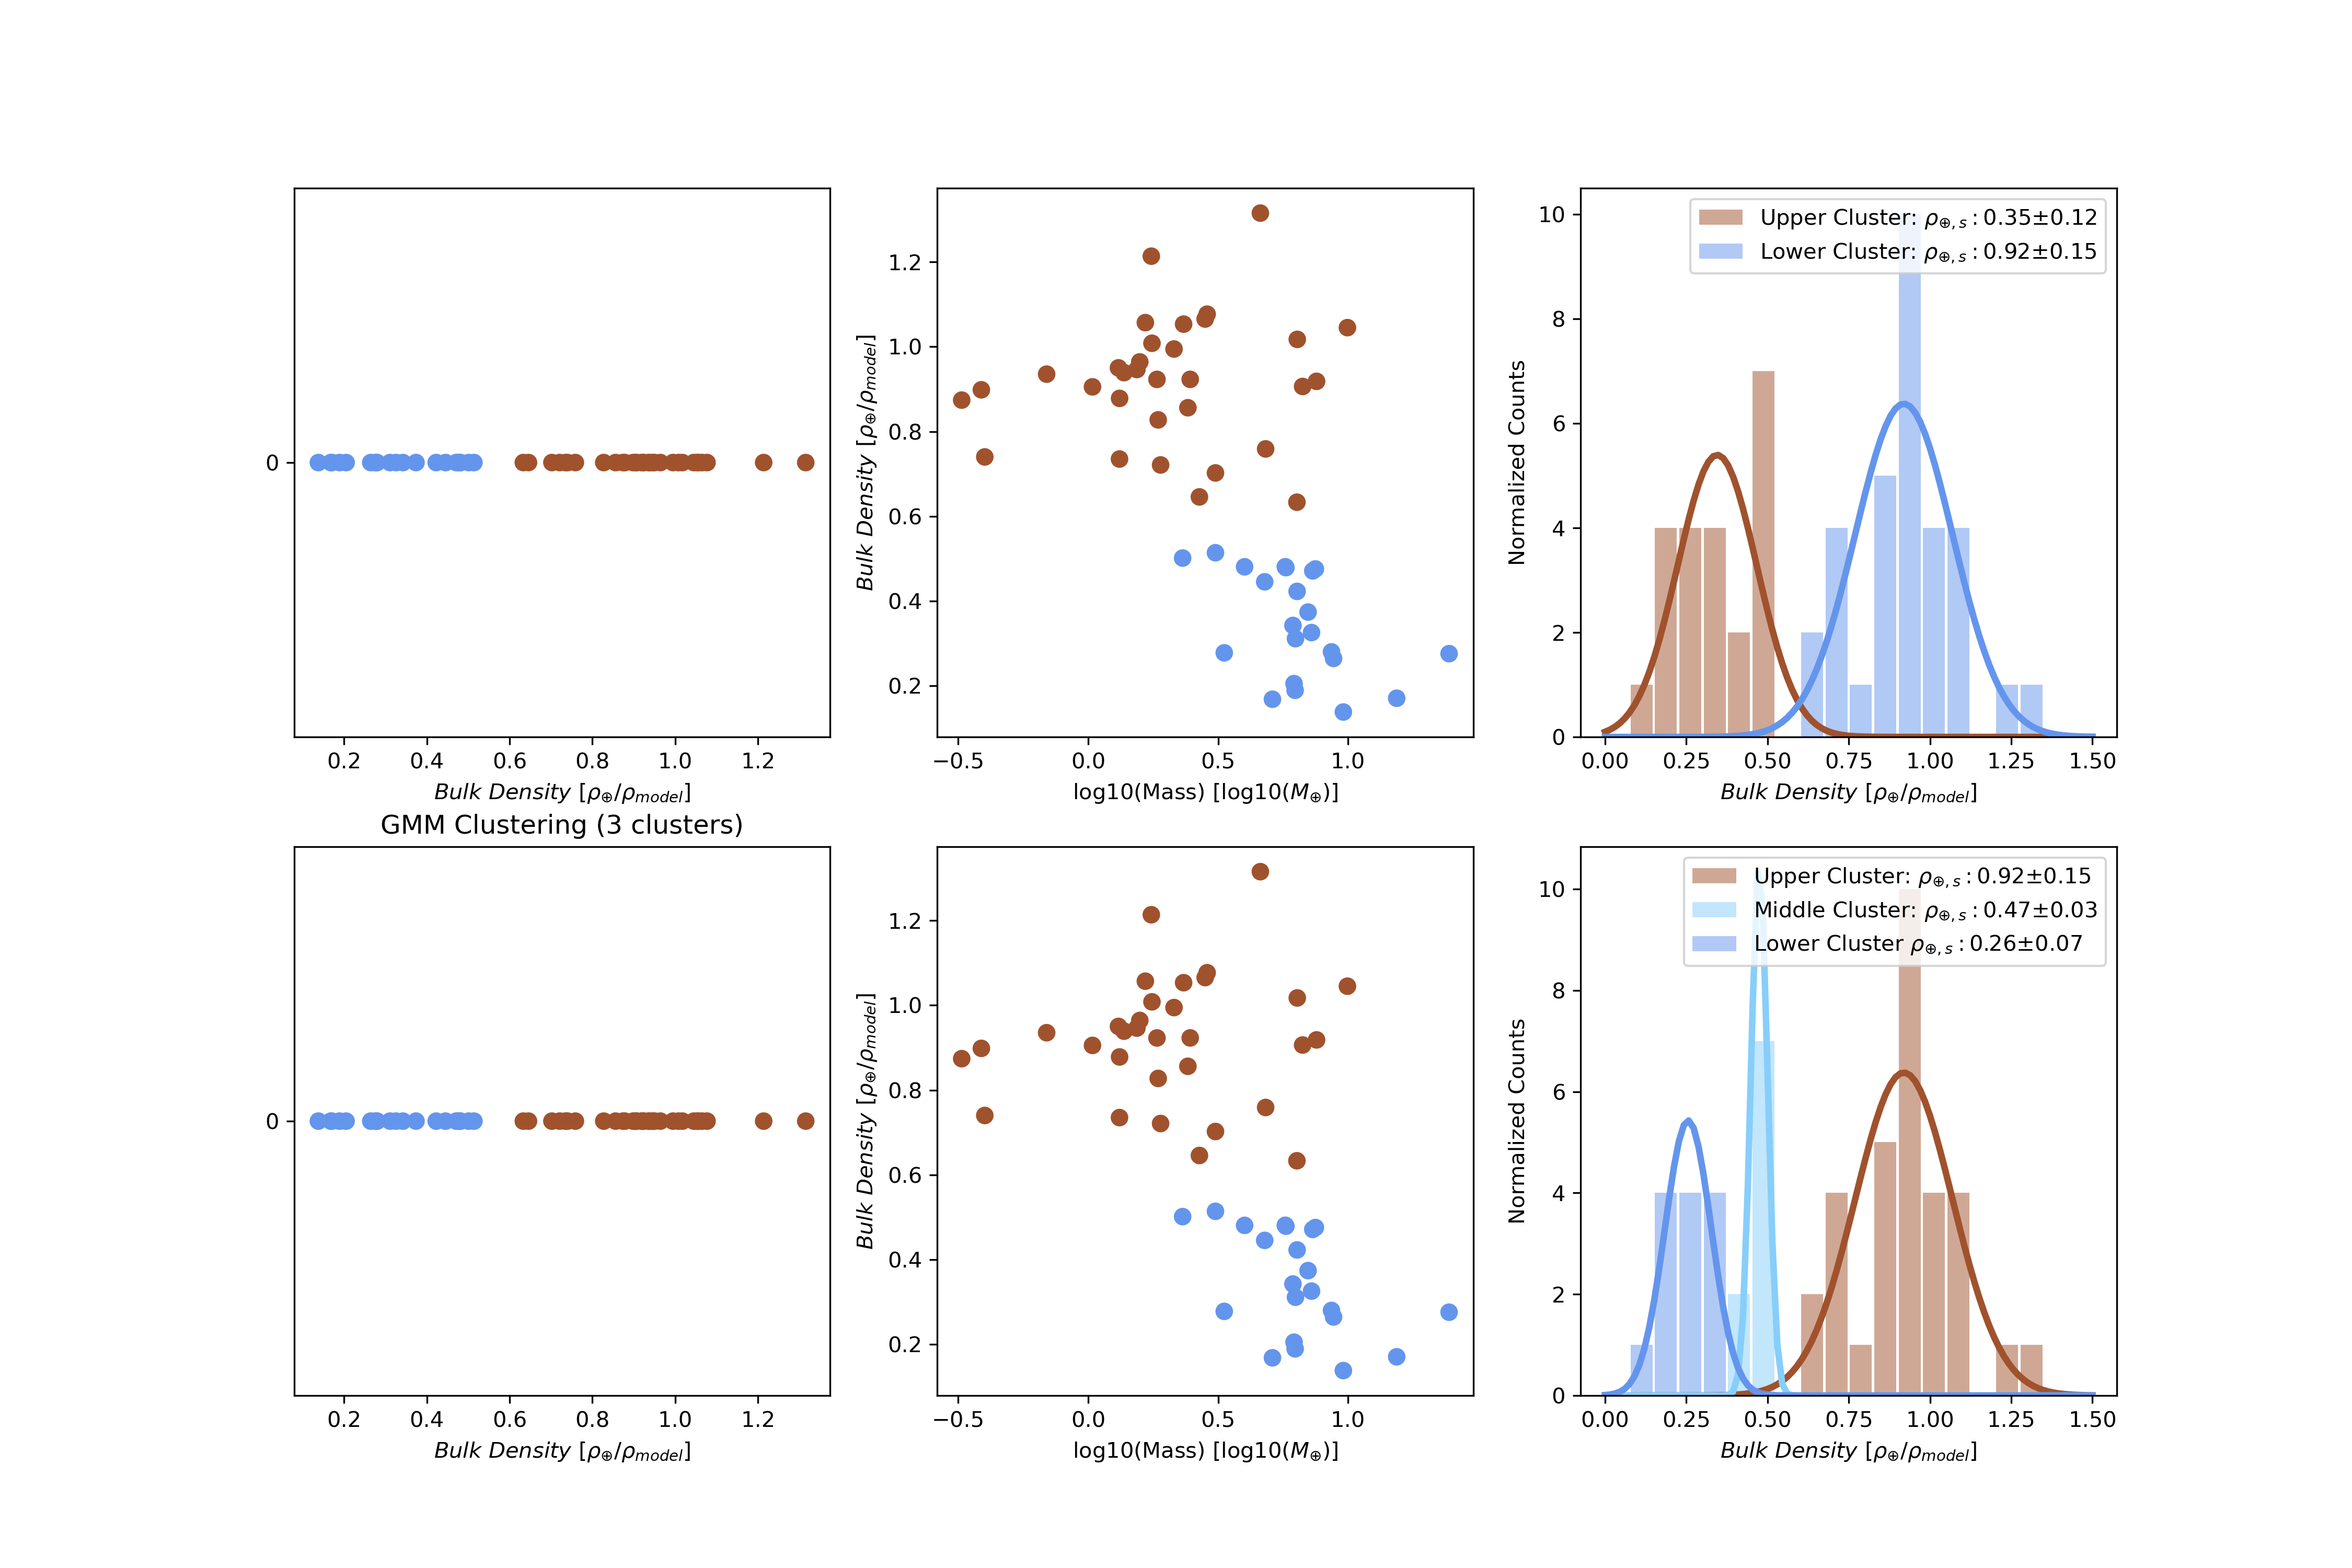 0
0.2 0.4 0.6 0.8 1.0 1.2
Bulk Density [ρ⊕/ρmodel]
Bulk Density [ρ⊕/ρmodel]
1.2
1.0
0.8
0.6
0.4
0.2
−0.5 0.0 0.5 1.0
log10(Mass) [log10(M⊕)]
Normalized Counts
10
8
6
4
2
0
Upper Cluster: ρ⊕, s : 0.35±0.12
Lower Cluster: ρ⊕, s : 0.92±0.15
0.00 0.25 0.50 0.75 1.00 1.25 1.50
Bulk Density [ρ⊕/ρmodel]
GMM Clustering (3 clusters)
0
0.2 0.4 0.6 0.8 1.0 1.2
Bulk Density [ρ⊕/ρmodel]
Bulk Density [ρ⊕/ρmodel]
1.2
1.0
0.8
0.6
0.4
0.2
−0.5 0.0 0.5 1.0
log10(Mass) [log10(M⊕)]
Normalized Counts
10
8
6
4
2
0
Upper Cluster: ρ⊕, s : 0.92±0.15
Middle Cluster: ρ⊕, s : 0.47±0.03
Lower Cluster ρ⊕, s : 0.26±0.07
0.00 0.25 0.50 0.75 1.00 1.25 1.50
Bulk Density [ρ⊕/ρmodel]